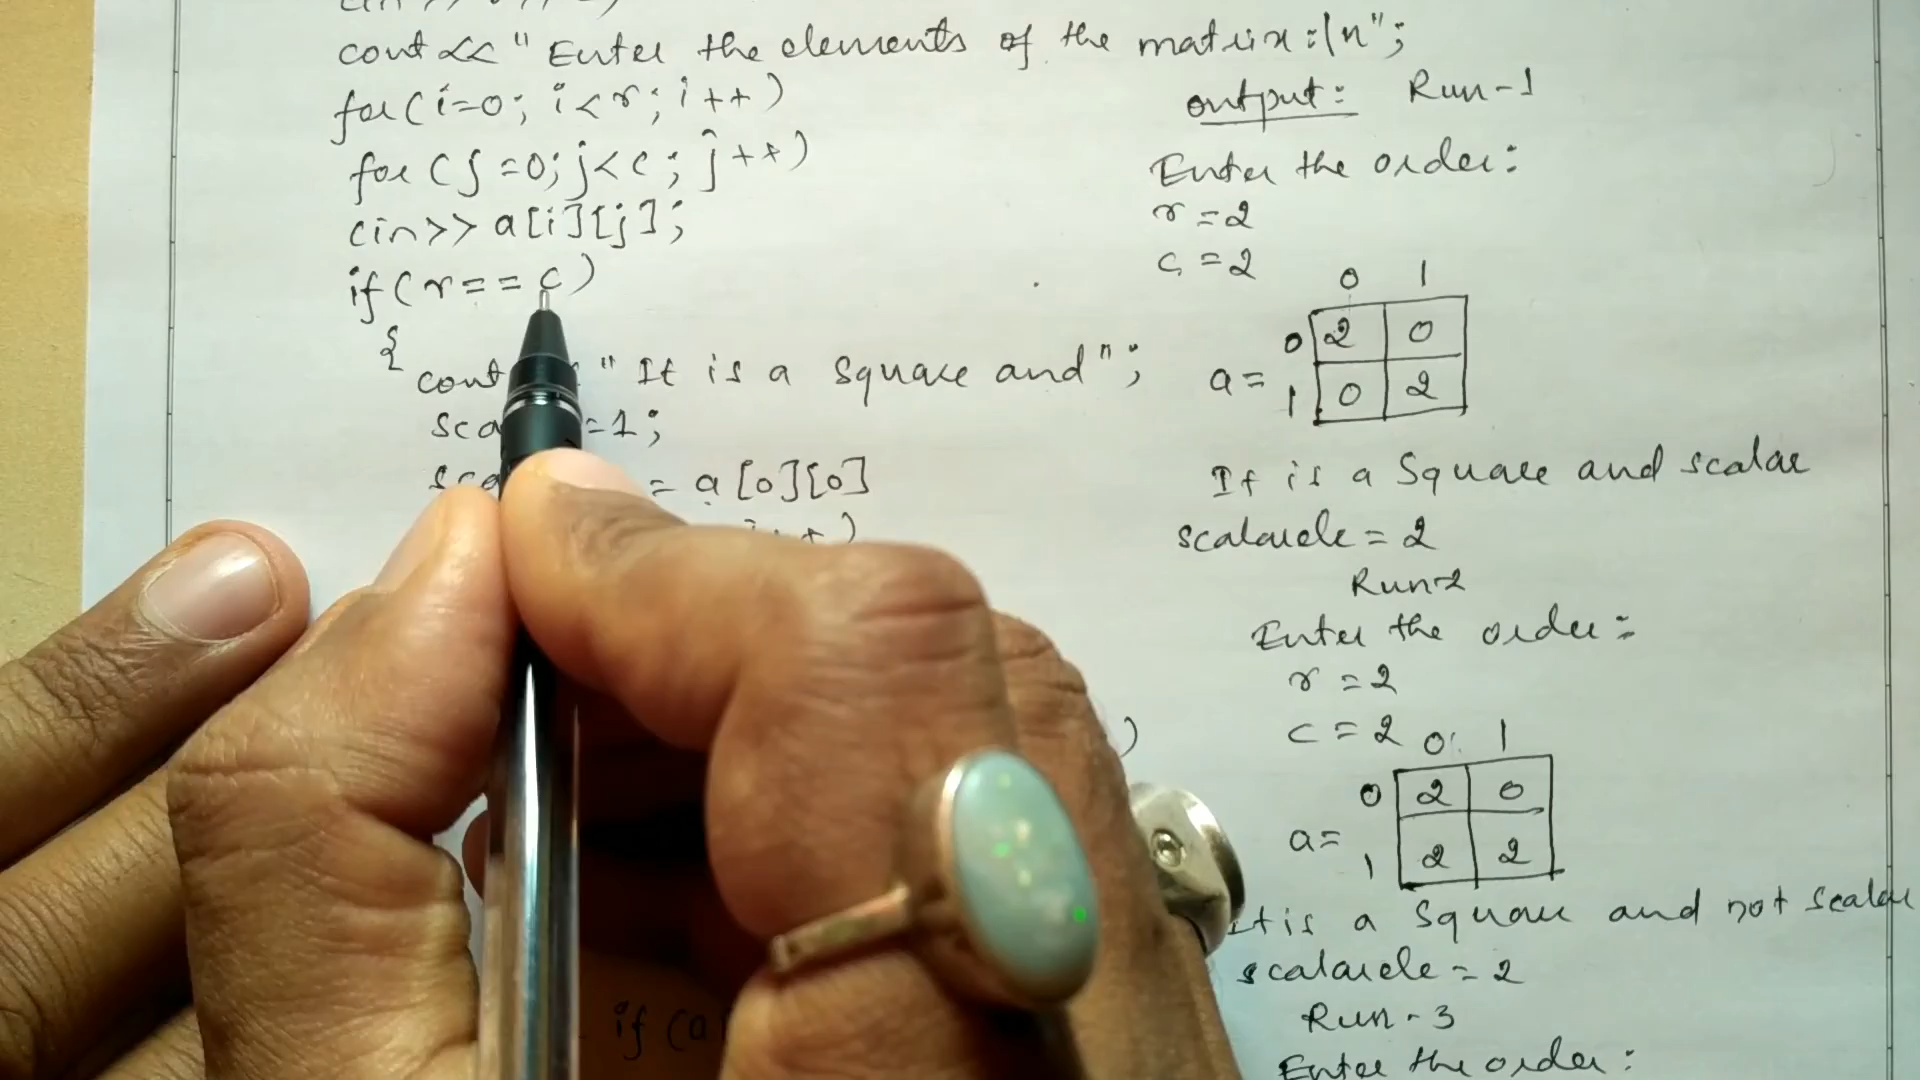 cout << "Enter the elements of the matrix:\n";
for(i=0; i<r; i++)
for (j=0; j<c; j++)
cin>> a[i][j];
if(r==c)
{
cout "It is a square and";
=1;
= a[0][0]
++)
)
if (a[
output: Run-1
Enter the order:
r=2
c=2
0 1
0 2 0
a=
1 0 2
It is a Square and scalar
scalarele = 2
Run-2
Enter the order:
r=2
c=2
0 1
0 2 0
a=
1 2 2
It is a Square and not scalar
scalarele = 2
Run-3
Enter the order: